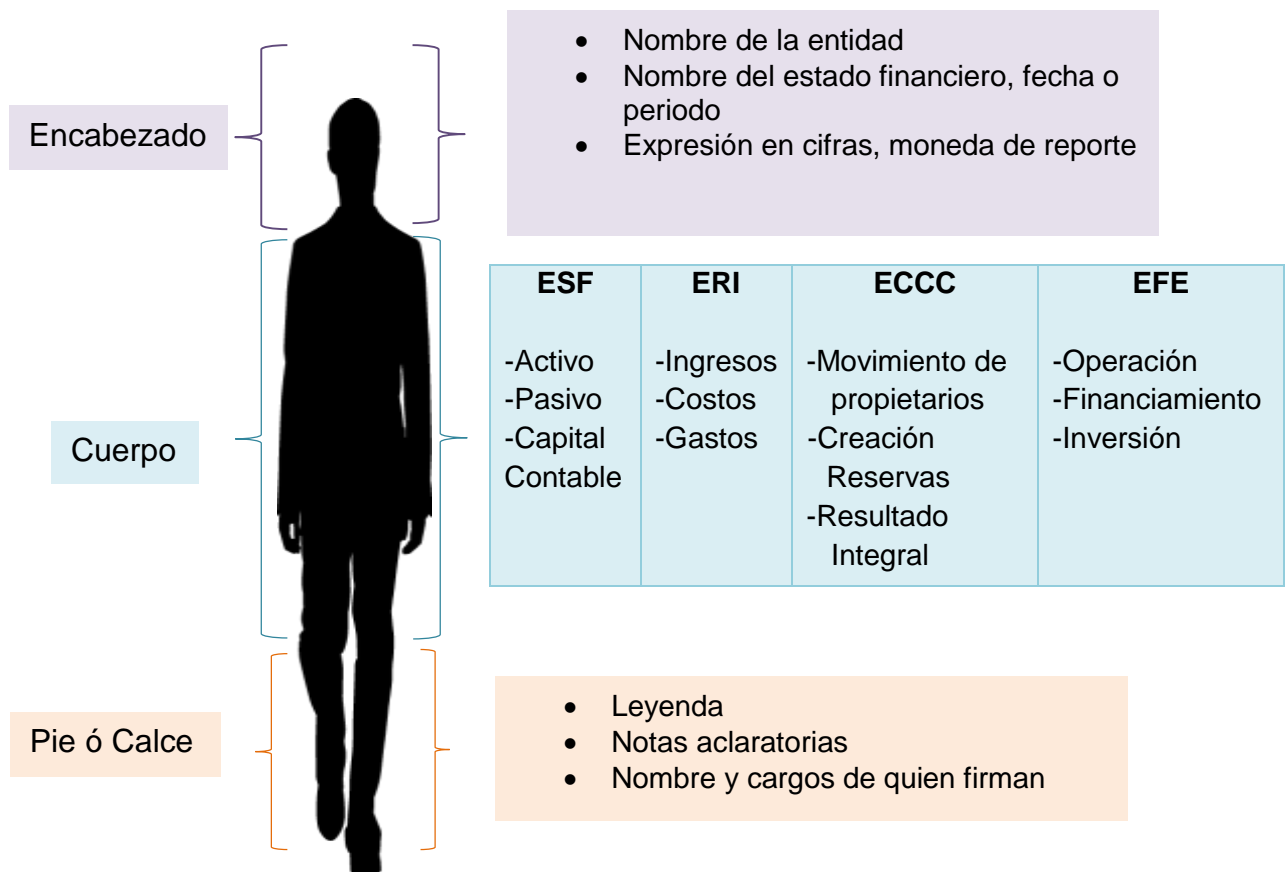 Encabezado
• Nombre de la entidad
• Nombre del estado financiero, fecha o
periodo
• Expresión en cifras, moneda de reporte
Cuerpo
ESF
-Activo
-Pasivo
-Capital
Contable
ERI
-Ingresos
-Costos
-Gastos
ECCC
-Movimiento de
propietarios
-Creación
Reservas
-Resultado
Integral
EFE
-Operación
-Financiamiento
-Inversión
Pie ó Calce
• Leyenda
• Notas aclaratorias
• Nombre y cargos de quien firman